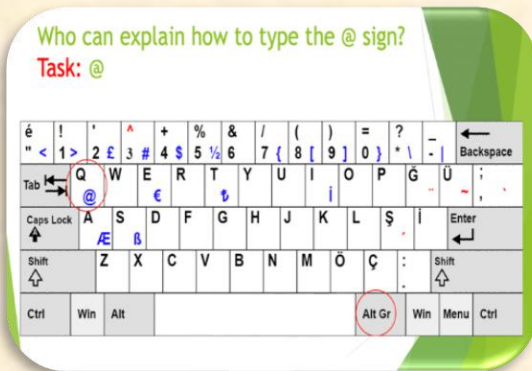 Who can explain how to type the @ sign?
Task: @
é ! ' ^ + % & / ( ) = ? _
" < 1 > 2 £ 3 # 4 $ 5 ½ 6 7 { 8 [ 9 ] 0 } * \ - | Backspace
Tab Q W E R T Y U I O P Ğ Ü ;
@ € ₺ i ¨ ~ , `
Caps Lock A S D F G H J K L Ş İ Enter
Æ ß ´
Shift Z X C V B N M Ö Ç : Shift
.
Ctrl Win Alt Alt Gr Win Menu Ctrl